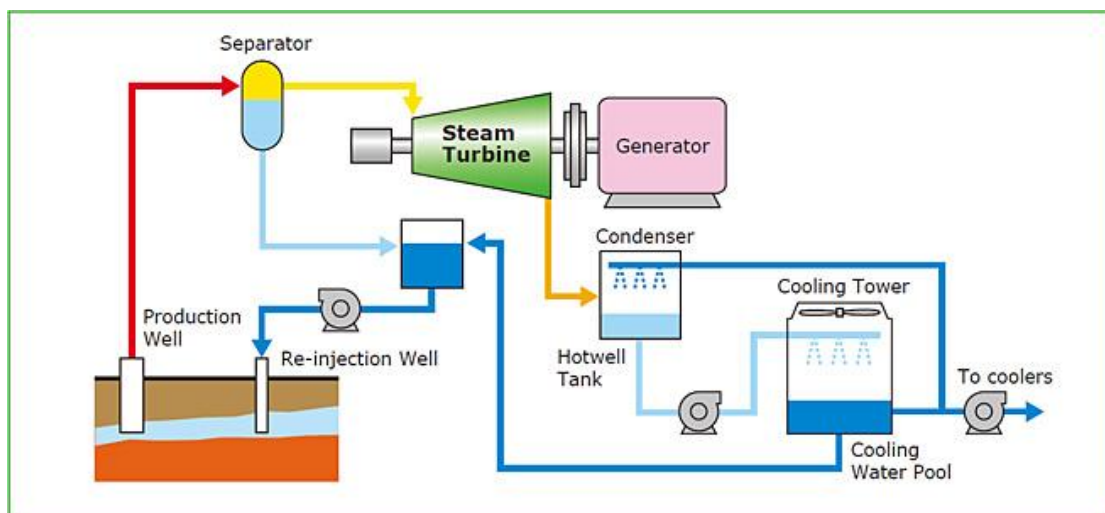 Separator
Steam
Turbine
Generator
Condenser
Cooling Tower
Production
Well
Re-injection Well
Hotwell
Tank
To coolers
Cooling
Water Pool